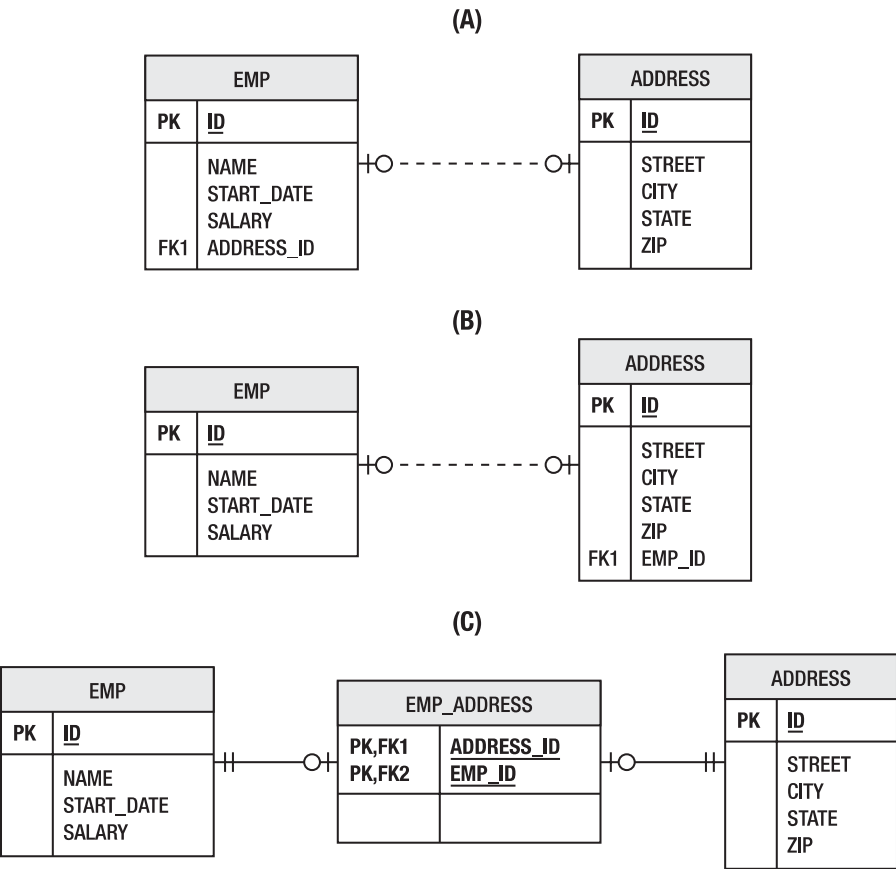 (A)
EMP
PK ID
NAME
START_DATE
SALARY
FK1 ADDRESS_ID
ADDRESS
PK ID
STREET
CITY
STATE
ZIP
(B)
EMP
PK ID
NAME
START_DATE
SALARY
ADDRESS
PK ID
STREET
CITY
STATE
ZIP
FK1 EMP_ID
(C)
EMP
PK ID
NAME
START_DATE
SALARY
EMP_ADDRESS
PK,FK1 ADDRESS_ID
PK,FK2 EMP_ID
ADDRESS
PK ID
STREET
CITY
STATE
ZIP